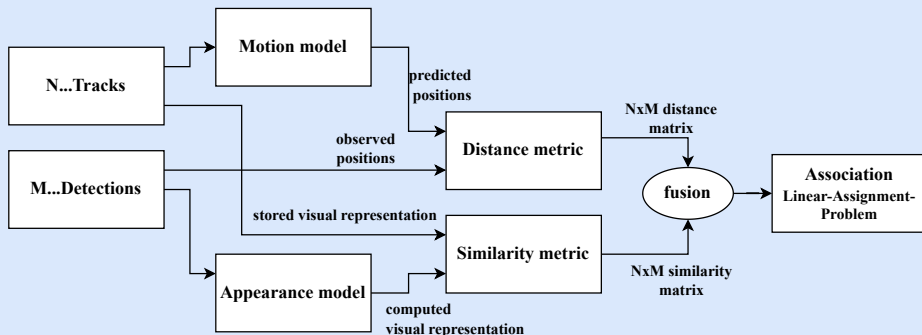 Motion model
N...Tracks
predicted
positions
NxM distance
matrix
observed
positions
Distance metric
M...Detections
fusion
Association
Linear-Assignment-
Problem
stored visual representation
Similarity metric
NxM similarity
matrix
Appearance model
computed
visual representation